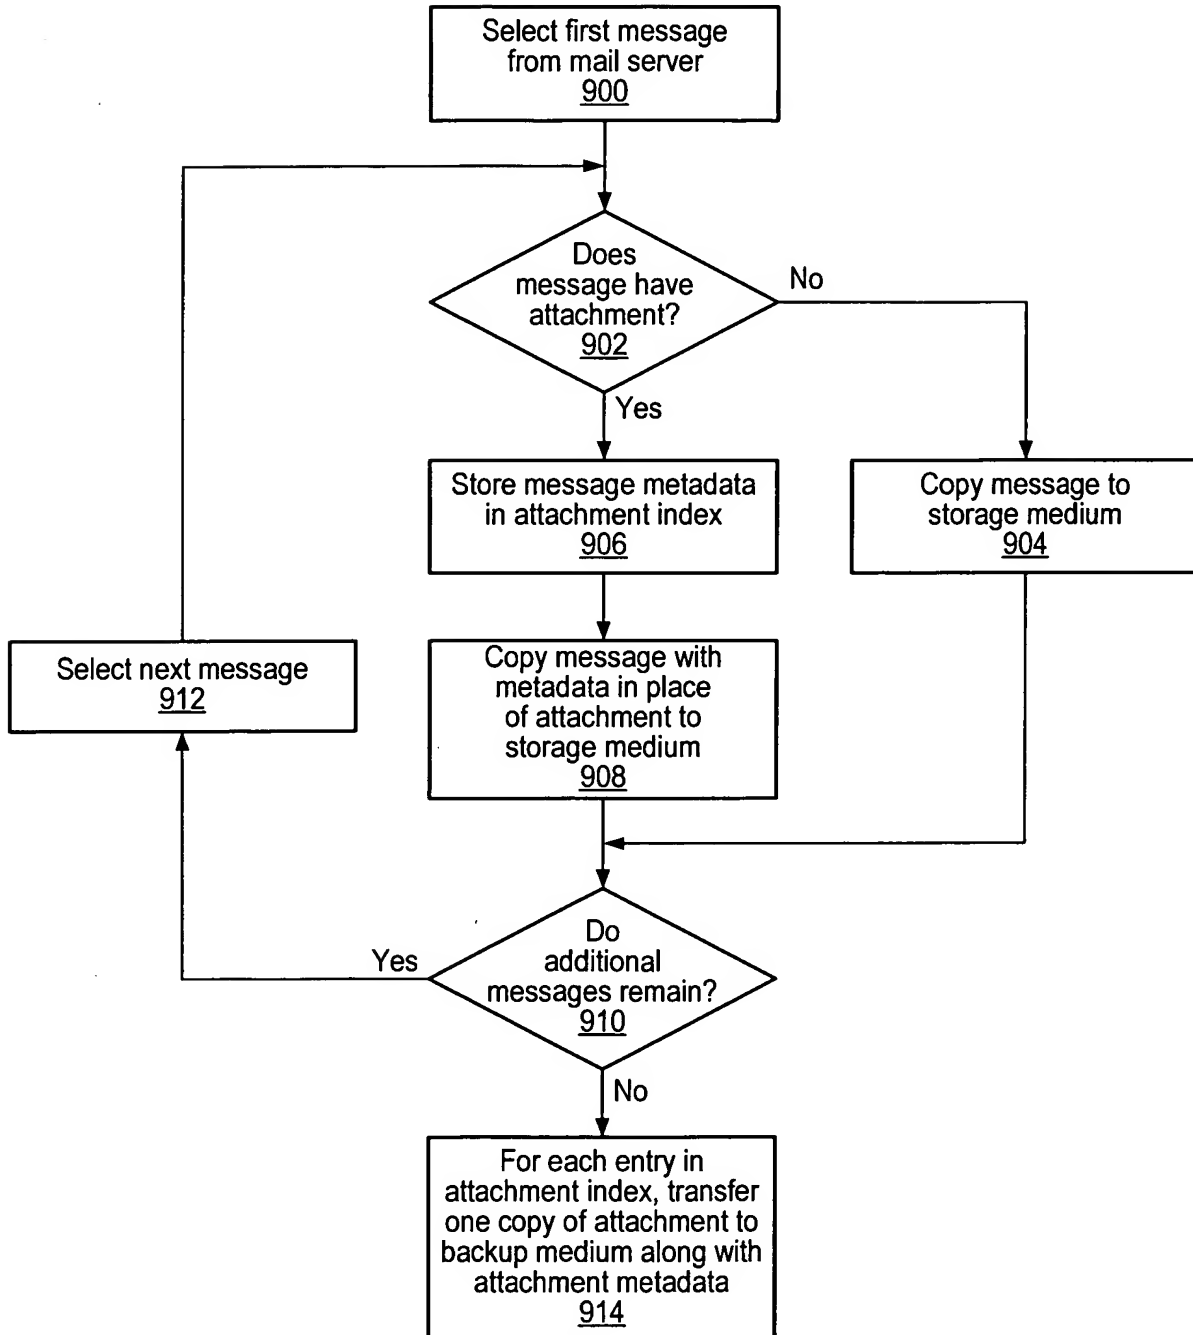 Select first message
from mail server
900
Does
message have
attachment?
902
No
Yes
Store message metadata
in attachment index
906
Copy message to
storage medium
904
Select next message
912
Copy message with
metadata in place
of attachment to
storage medium
908
Do
additional
messages remain?
910
Yes
No
For each entry in
attachment index, transfer
one copy of attachment to
backup medium along with
attachment metadata
914